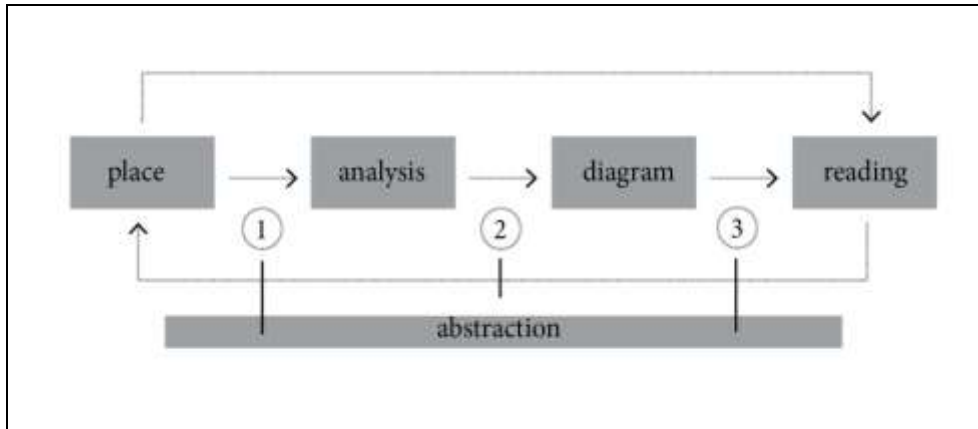 place
analysis
diagram
reading
1
2
3
abstraction